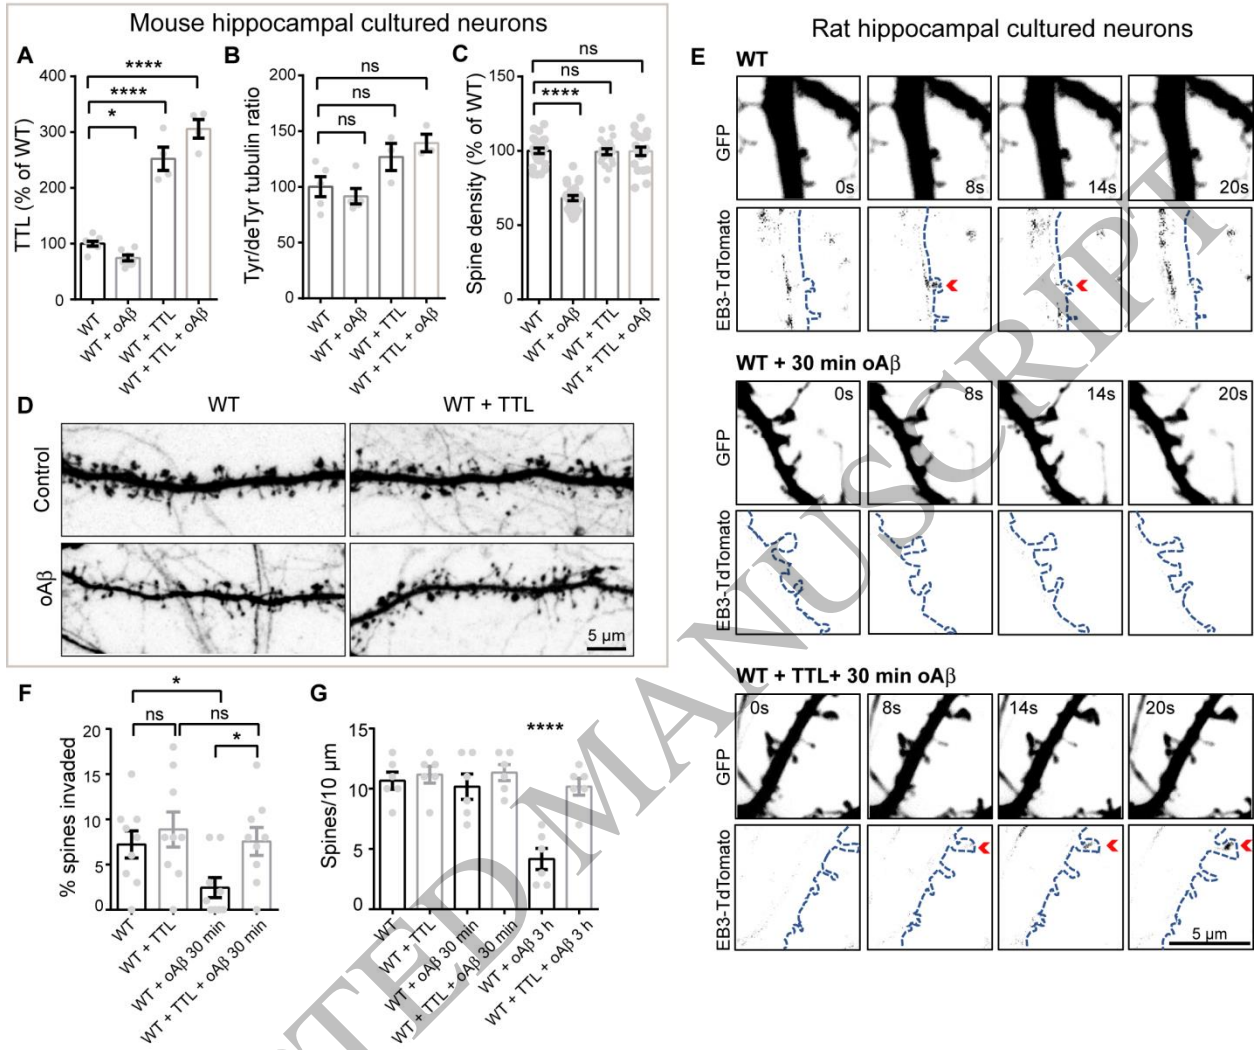 Mouse hippocampal cultured neurons
Rat hippocampal cultured neurons
A
TTL (% of WT)
400
300
200
100
0
****
****
*
WT
WT + oAβ
WT + TTL
WT + TTL + oAβ
B
Tyr/deTyr tubulin ratio
200
150
100
50
0
ns
ns
ns
WT
WT + oAβ
WT + TTL
WT + TTL + oAβ
C
Spine density (% of WT)
150
100
50
0
ns
ns
****
WT
WT + oAβ
WT + TTL
WT + TTL + oAβ
D
WT
WT + TTL
Control
oAβ
5 µm
E
WT
GFP
0s
8s
14s
20s
EB3-TdTomato
WT + 30 min oAβ
GFP
0s
8s
14s
20s
EB3-TdTomato
WT + TTL+ 30 min oAβ
GFP
0s
8s
14s
20s
EB3-TdTomato
5 µm
F
% spines invaded
20
15
10
5
0
*
ns
ns
*
WT
WT + TTL
WT + oAβ 30 min
WT + TTL + oAβ 30 min
G
Spines/10 µm
15
10
5
0
****
WT
WT + TTL
WT + oAβ 30 min
WT + TTL + oAβ 30 min
WT + oAβ 3 h
WT + TTL + oAβ 3 h
TED MANUSCRIPT